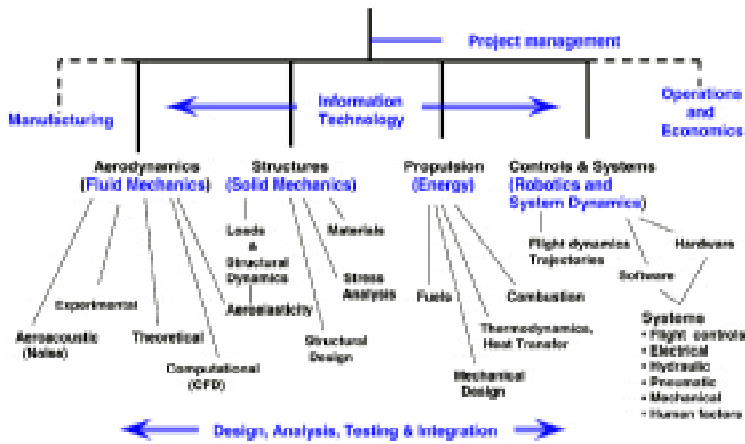 Project management
Manufacturing
Information
Technology
Operations
and
Economics
Aerodynamics
(Fluid Mechanics)
Structures
(Solid Mechanics)
Propulsion
(Energy)
Controls & Systems
(Robotics and
System Dynamics)
Loads
&
Structural
Dynamics
Materials
Flight dynamics
Trajectories
Hardware
Software
Stress
Analysis
Experimental
Aeroelasticity
Fuels
Combustion
Aeroacoustic
(Noise)
Theoretical
Structural
Design
Thermodynamics,
Heat Transfer
Computational
(CFD)
Mechanical
Design
Systems
• Flight controls
• Electrical
• Hydraulic
• Pneumatic
• Mechanical
• Human factors
Design, Analysis, Testing & Integration